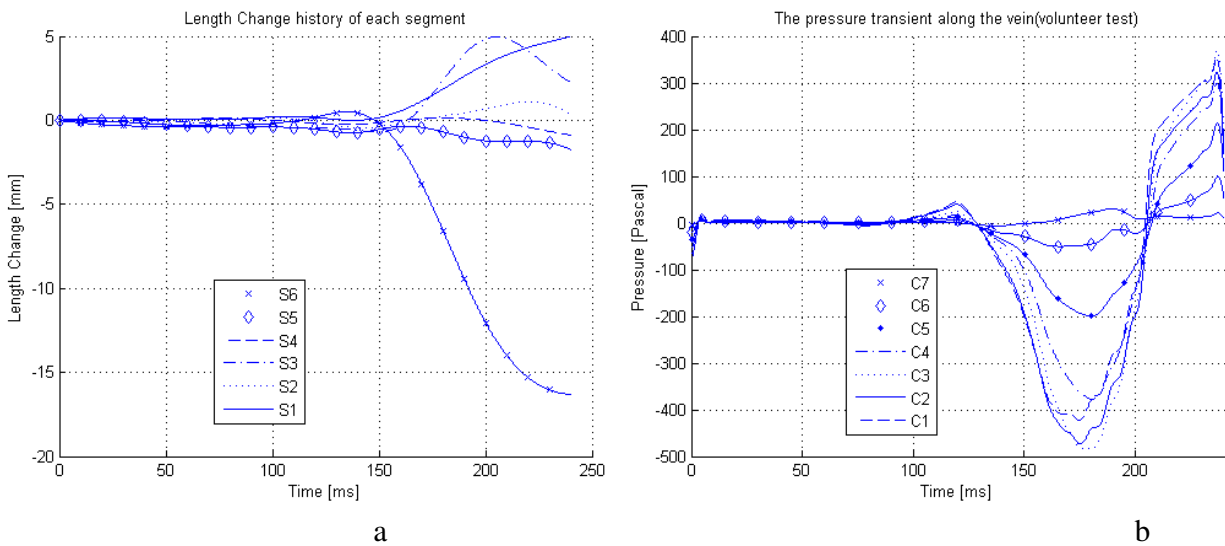 Length Change history of each segment
5
0
-5
-10
-15
-20
Length Change [mm]
S6
S5
S4
S3
S2
S1
0 50 100 150 200 250
Time [ms]
a
The pressure transient along the vein(volunteer test)
400
300
200
100
0
-100
-200
-300
-400
-500
Pressure [Pascal]
C7
C6
C5
C4
C3
C2
C1
0 50 100 150 200
Time [ms]
b